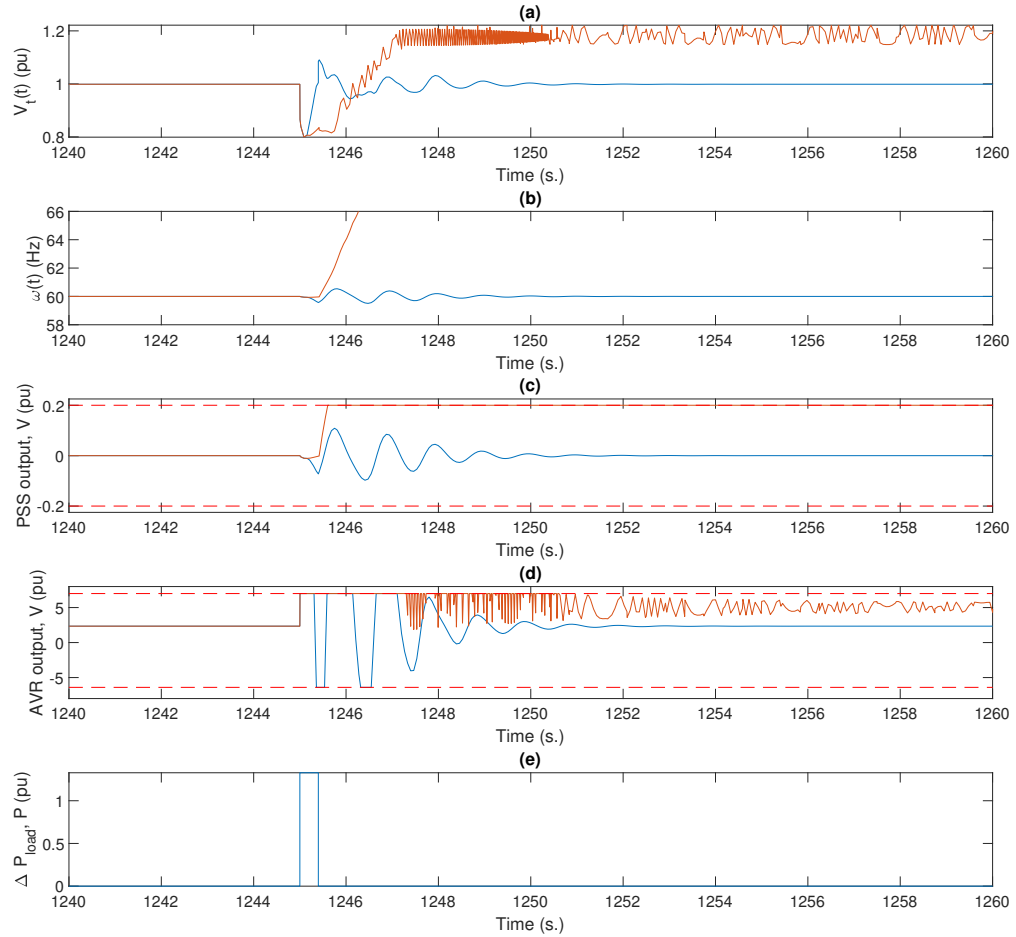 (a)
1.2
1
0.8
V_t(t) (pu)
1240 1242 1244 1246 1248 1250 1252 1254 1256 1258 1260
Time (s.)
(b)
66
64
62
60
58
ω(t) (Hz)
1240 1242 1244 1246 1248 1250 1252 1254 1256 1258 1260
Time (s.)
(c)
0.2
0
-0.2
PSS output, V (pu)
1240 1242 1244 1246 1248 1250 1252 1254 1256 1258 1260
Time (s.)
(d)
5
0
-5
AVR output, V (pu)
1240 1242 1244 1246 1248 1250 1252 1254 1256 1258 1260
Time (s.)
(e)
1
0.5
0
Δ P_load, P (pu)
1240 1242 1244 1246 1248 1250 1252 1254 1256 1258 1260
Time (s.)